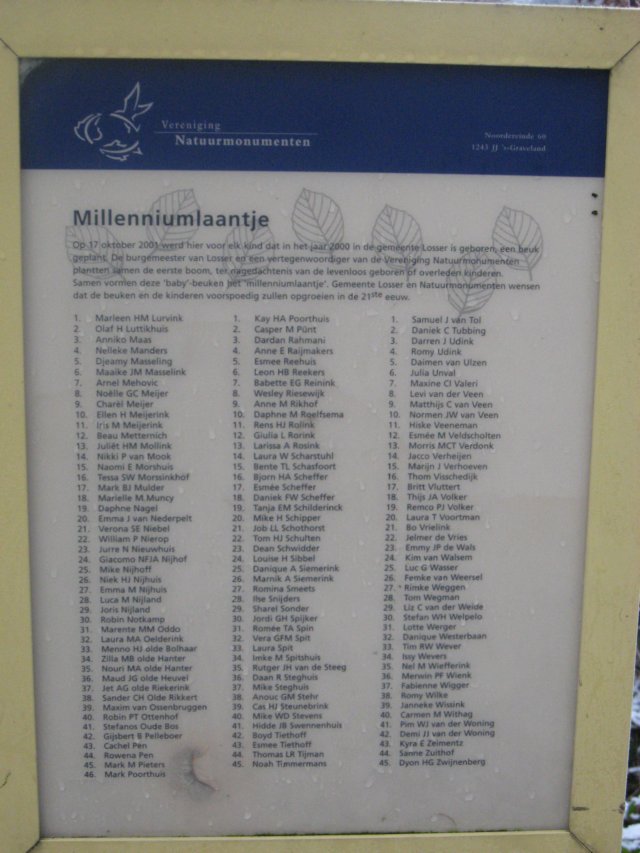 Vereniging
Natuurmonumenten
Noordereinde 60
1243 JJ 's-Graveland
Millenniumlaantje
Op 17 oktober 2001 werd hier voor elk kind dat in het jaar 2000 in de gemeente Losser is geboren, een beuk
geplant. De burgemeester van Losser en een vertegenwoordiger van de Vereniging Natuurmonumenten
plantten samen de eerste boom, ter nagedachtenis van de levenloos geboren of overleden kinderen.
Samen vormen deze 'baby'-beuken het 'millenniumlaantje'. Gemeente Losser en Natuurmonumenten wensen
dat de beuken en de kinderen voorspoedig zullen opgroeien in de 21ste eeuw.
1. Marleen HM Lurvink
2. Olaf H Luttikhuis
3. Anniko Maas
4. Nelleke Manders
5. Djeamy Masseling
6. Maaike JM Masselink
7. Arnel Mehovic
8. Noëlle GC Meijer
9. Charèl Meijer
10. Ellen H Meijerink
11. Iris M Meijerink
12. Beau Metternich
13. Juliët HM Mollink
14. Nikki P van Mook
15. Naomi E Morshuis
16. Tessa SW Morssinkhof
17. Mark BJ Mulder
18. Marielle M Muncy
19. Daphne Nagel
20. Emma J van Nederpelt
21. Verona SE Niebel
22. William P Nierop
23. Jurre N Nieuwhuis
24. Giacomo NFJA Nijhof
25. Mike Nijhoff
26. Niek HJ Nijhuis
27. Emma M Nijhuis
28. Luca M Nijland
29. Joris Nijland
30. Robin Notkamp
31. Marente MM Oddo
32. Laura MA Oelderink
33. Menno HJ olde Bolhaar
34. Zilla MB olde Hanter
35. Nouri MA olde Hanter
36. Maud JG olde Heuvel
37. Jet AG olde Riekerink
38. Sander CH Olde Rikkert
39. Maxim van Ossenbruggen
40. Robin PT Ottenhof
41. Stefanos Oude Bos
42. Gijsbert B Pelleboer
43. Cachel Pen
44. Rowena Pen
45. Mark M Pieters
46. Mark Poorthuis
1. Kay HA Poorthuis
2. Casper M Pünt
3. Dardan Rahmani
4. Anne E Raijmakers
5. Esmee Reehuis
6. Leon HB Reekers
7. Babette EG Reinink
8. Wesley Riesewijk
9. Anne M Rikhof
10. Daphne M Roelfsema
11. Rens HJ Rolink
12. Giulia L Rorink
13. Larissa A Rosink
14. Laura W Scharstuhl
15. Bente TL Schasfoort
16. Bjorn HA Scheffer
17. Esmée Scheffer
18. Daniek FW Scheffer
19. Tanja EM Schilderinck
20. Mike H Schipper
21. Job LL Schothorst
22. Tom HJ Schulten
23. Dean Schwidder
24. Louise H Sibbel
25. Danique A Siemerink
26. Marnik A Siemerink
27. Romina Smeets
28. Ilse Snijders
29. Sharel Sonder
30. Jordi GH Spijker
31. Romée TA Spin
32. Vera GFM Spit
33. Laura Spit
34. Imke M Spitshuis
35. Rutger JH van de Steeg
36. Daan R Steghuis
37. Mike Steghuis
38. Anouc GM Stehr
39. Cas HJ Steunebrink
40. Mike WD Stevens
41. Hidde JB Swennenhuis
42. Boyd Tiethoff
43. Esmee Tiethoff
44. Thomas LR Tijman
45. Noah Timmermans
1. Samuel J van Tol
2. Daniek C Tubbing
3. Darren J Udink
4. Romy Udink
5. Daimen van Ulzen
6. Julia Unval
7. Maxine CI Valeri
8. Levi van der Veen
9. Matthijs C van Veen
10. Normen JW van Veen
11. Hiske Veeneman
12. Esmée M Veldscholten
13. Morris MCT Verdonk
14. Jacco Verheijen
15. Marijn J Verhoeven
16. Thom Visschedijk
17. Britt Vluttert
18. Thijs JA Volker
19. Remco PJ Volker
20. Laura T Voortman
21. Bo Vrielink
22. Jelmer de Vries
23. Emmy JP de Wals
24. Kim van Walsem
25. Luc G Wasser
26. Femke van Weersel
27. Rimke Weggen
28. Tom Wegman
29. Liz C van der Weide
30. Stefan WH Welpelo
31. Lotte Werger
32. Danique Westerbaan
33. Tim RW Wever
34. Issy Wevers
35. Nel M Wiefferink
36. Merwin PF Wienk
37. Fabienne Wigger
38. Romy Wilke
39. Janneke Wissink
40. Carmen M Withag
41. Pim WJ van der Woning
42. Demi JJ van der Woning
43. Kyra E Zeimentz
44. Sanne Zuithof
45. Dyon HG Zwijnenberg